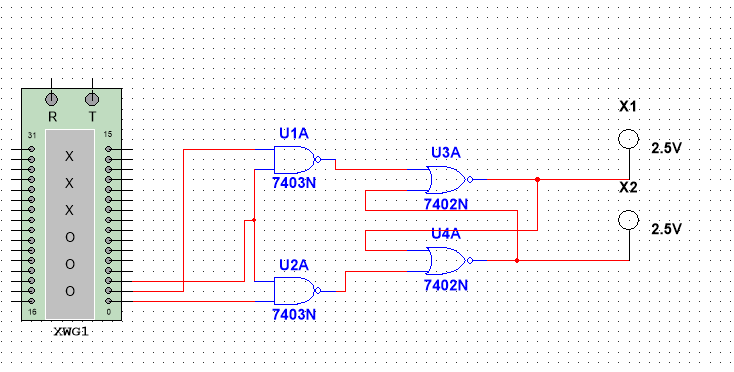 X1
2.5V
U1A
7403N
U3A
7402N
R T
31 15
X
X
X
O
O
O
16 0
XWG1
X2
2.5V
U4A
7402N
U2A
7403N